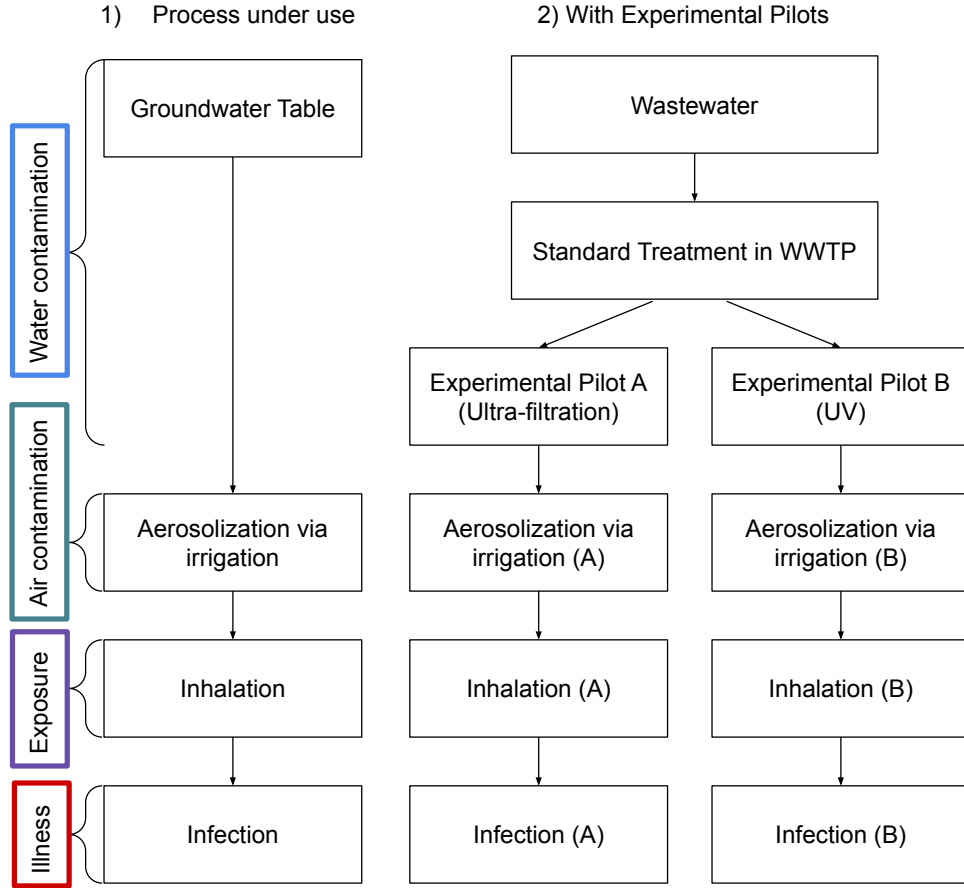 1) Process under use
2) With Experimental Pilots
Water contamination
Air contamination
Exposure
Illness
Groundwater Table
Aerosolization via
irrigation
Inhalation
Infection
Wastewater
Standard Treatment in WWTP
Experimental Pilot A
(Ultra-filtration)
Aerosolization via
irrigation (A)
Inhalation (A)
Infection (A)
Experimental Pilot B
(UV)
Aerosolization via
irrigation (B)
Inhalation (B)
Infection (B)